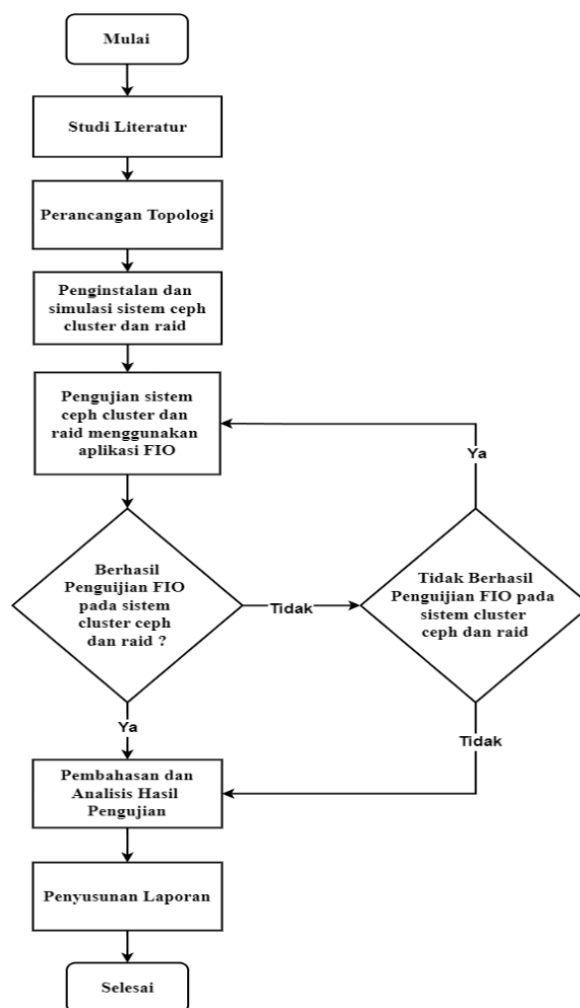 Mulai
Studi Literatur
Perancangan Topologi
Penginstalan dan
simulasi sistem ceph
cluster dan raid
Pengujian sistem
ceph cluster dan
raid menggunakan
aplikasi FIO
Ya
Berhasil
Penguijian FIO
pada sistem
cluster ceph
dan raid ?
Tidak
Tidak Berhasil
Penguijian FIO pada
sistem cluster
ceph dan raid
Ya
Tidak
Pembahasan dan
Analisis Hasil
Pengujian
Penyusunan Laporan
Selesai